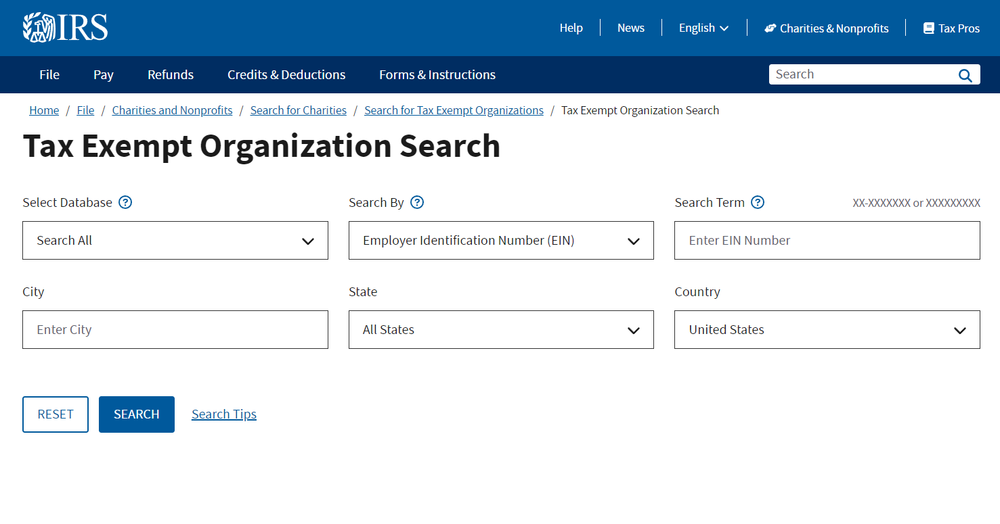 IRS
Help
News
English
Charities & Nonprofits
Tax Pros
File
Pay
Refunds
Credits & Deductions
Forms & Instructions
Search
Home / File / Charities and Nonprofits / Search for Charities / Search for Tax Exempt Organizations / Tax Exempt Organization Search
Tax Exempt Organization Search
Select Database ?
Search All
Search By ?
Employer Identification Number (EIN)
Search Term ?
XX-XXXXXXX or XXXXXXXXX
Enter EIN Number
City
Enter City
State
All States
Country
United States
RESET
SEARCH
Search Tips